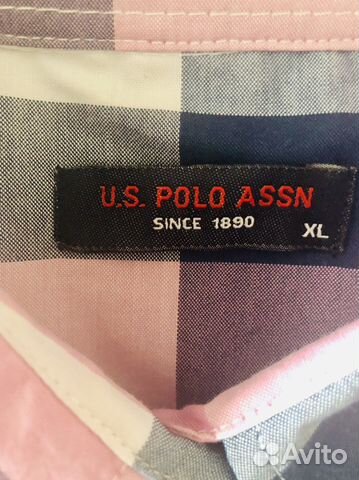 U.S. POLO ASSN
SINCE 1890
XL
Avito